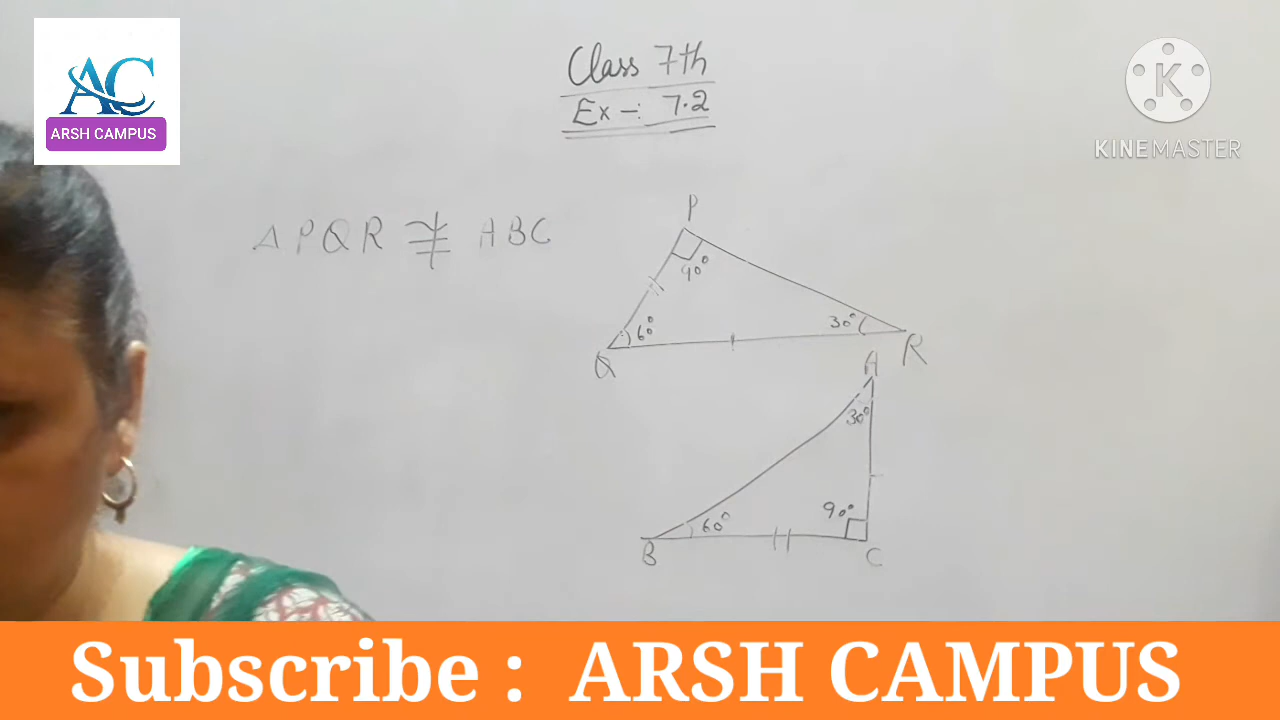 AC
ARSH CAMPUS
Class 7th
Ex -: 7.2
K
KINEMASTER
Δ PQR ≇ ABC
P
90°
60°
30°
Q
R
A
30°
90°
60°
B
C
Subscribe : ARSH CAMPUS